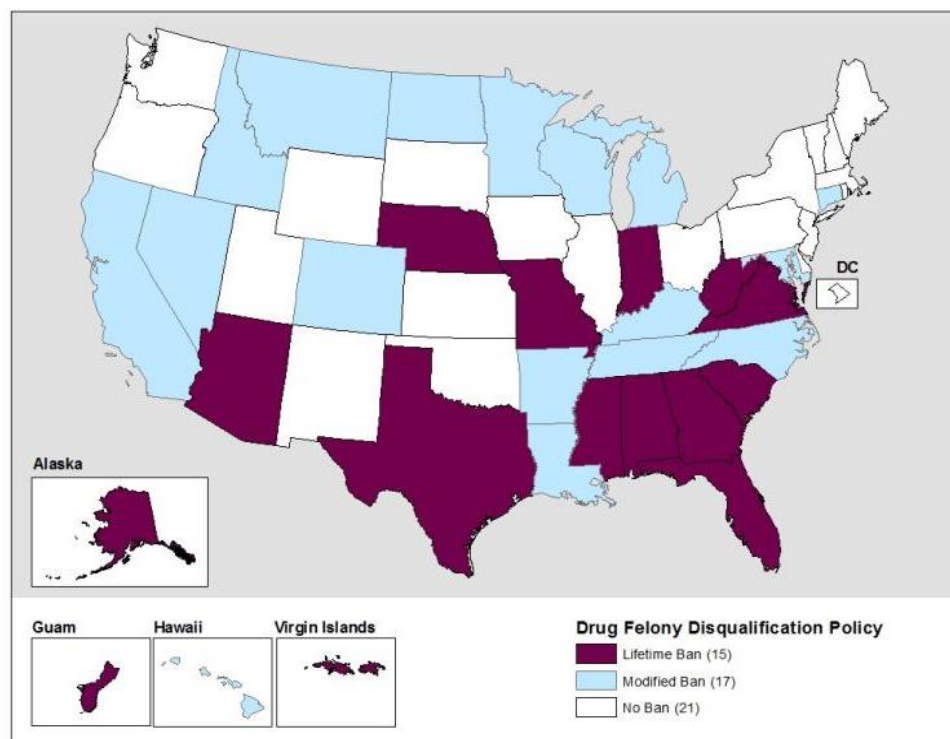 DC
Alaska
Guam
Hawaii
Virgin Islands
Drug Felony Disqualification Policy
Lifetime Ban (15)
Modified Ban (17)
No Ban (21)